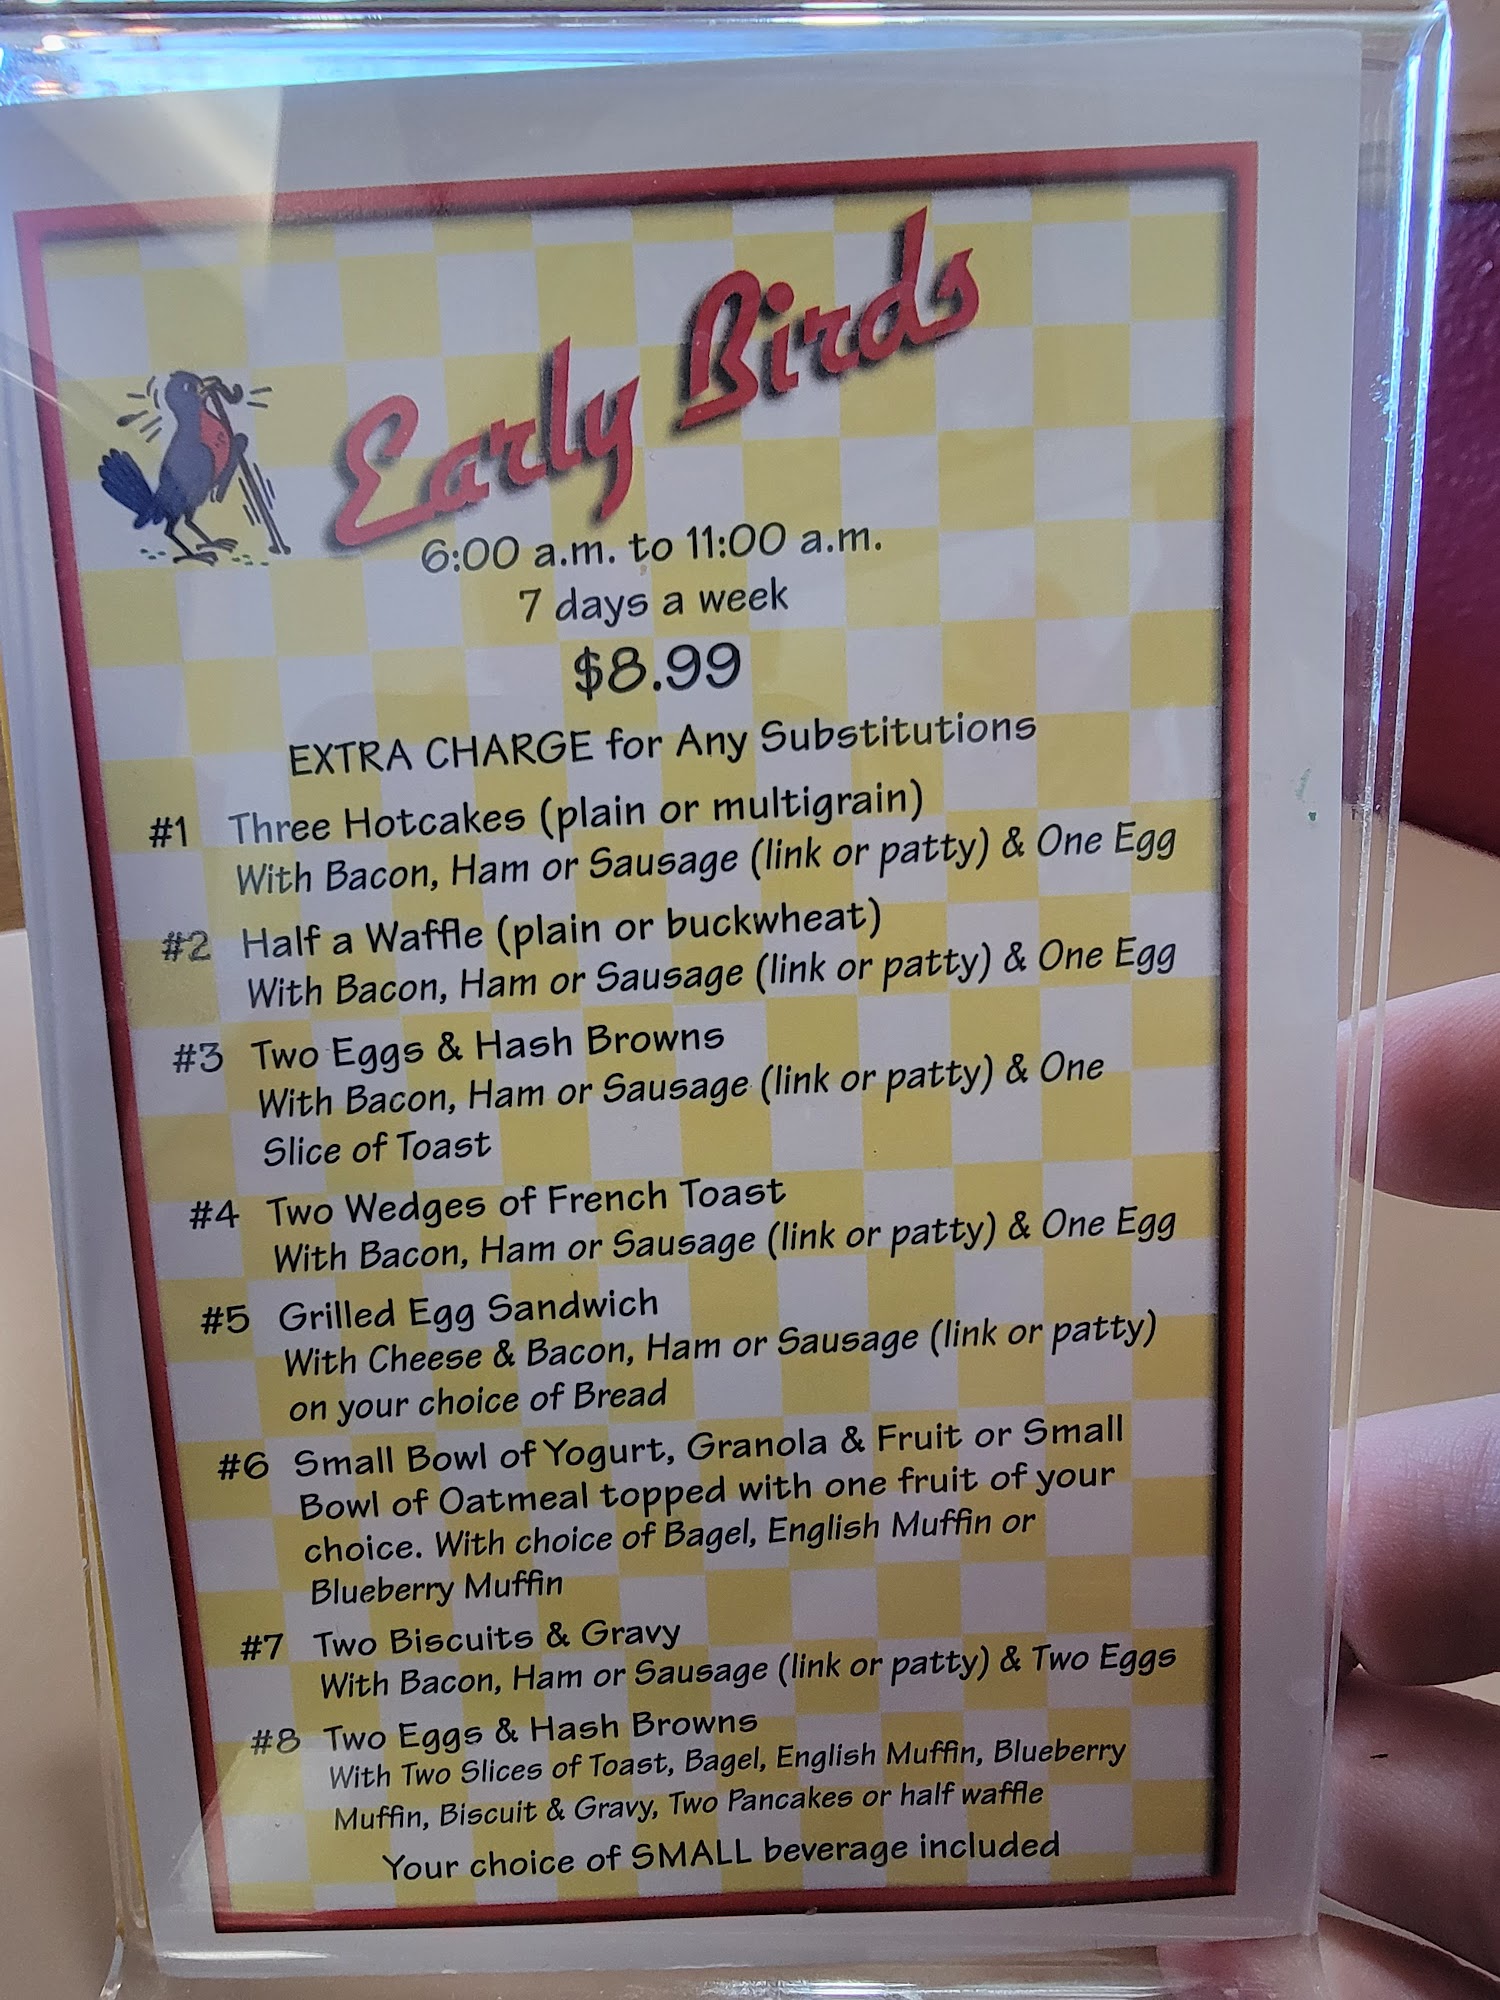 Early Birds
6:00 a.m. to 11:00 a.m.
7 days a week
$8.99
EXTRA CHARGE for Any Substitutions
#1 Three Hotcakes (plain or multigrain)
With Bacon, Ham or Sausage (link or patty) & One Egg
#2 Half a Waffle (plain or buckwheat)
With Bacon, Ham or Sausage (link or patty) & One Egg
#3 Two Eggs & Hash Browns
With Bacon, Ham or Sausage (link or patty) & One
Slice of Toast
#4 Two Wedges of French Toast
With Bacon, Ham or Sausage (link or patty) & One Egg
#5 Grilled Egg Sandwich
With Cheese & Bacon, Ham or Sausage (link or patty)
on your choice of Bread
#6 Small Bowl of Yogurt, Granola & Fruit or Small
Bowl of Oatmeal topped with one fruit of your
choice. With choice of Bagel, English Muffin or
Blueberry Muffin
#7 Two Biscuits & Gravy
With Bacon, Ham or Sausage (link or patty) & Two Eggs
#8 Two Eggs & Hash Browns
With Two Slices of Toast, Bagel, English Muffin, Blueberry
Muffin, Biscuit & Gravy, Two Pancakes or half waffle
Your choice of SMALL beverage included